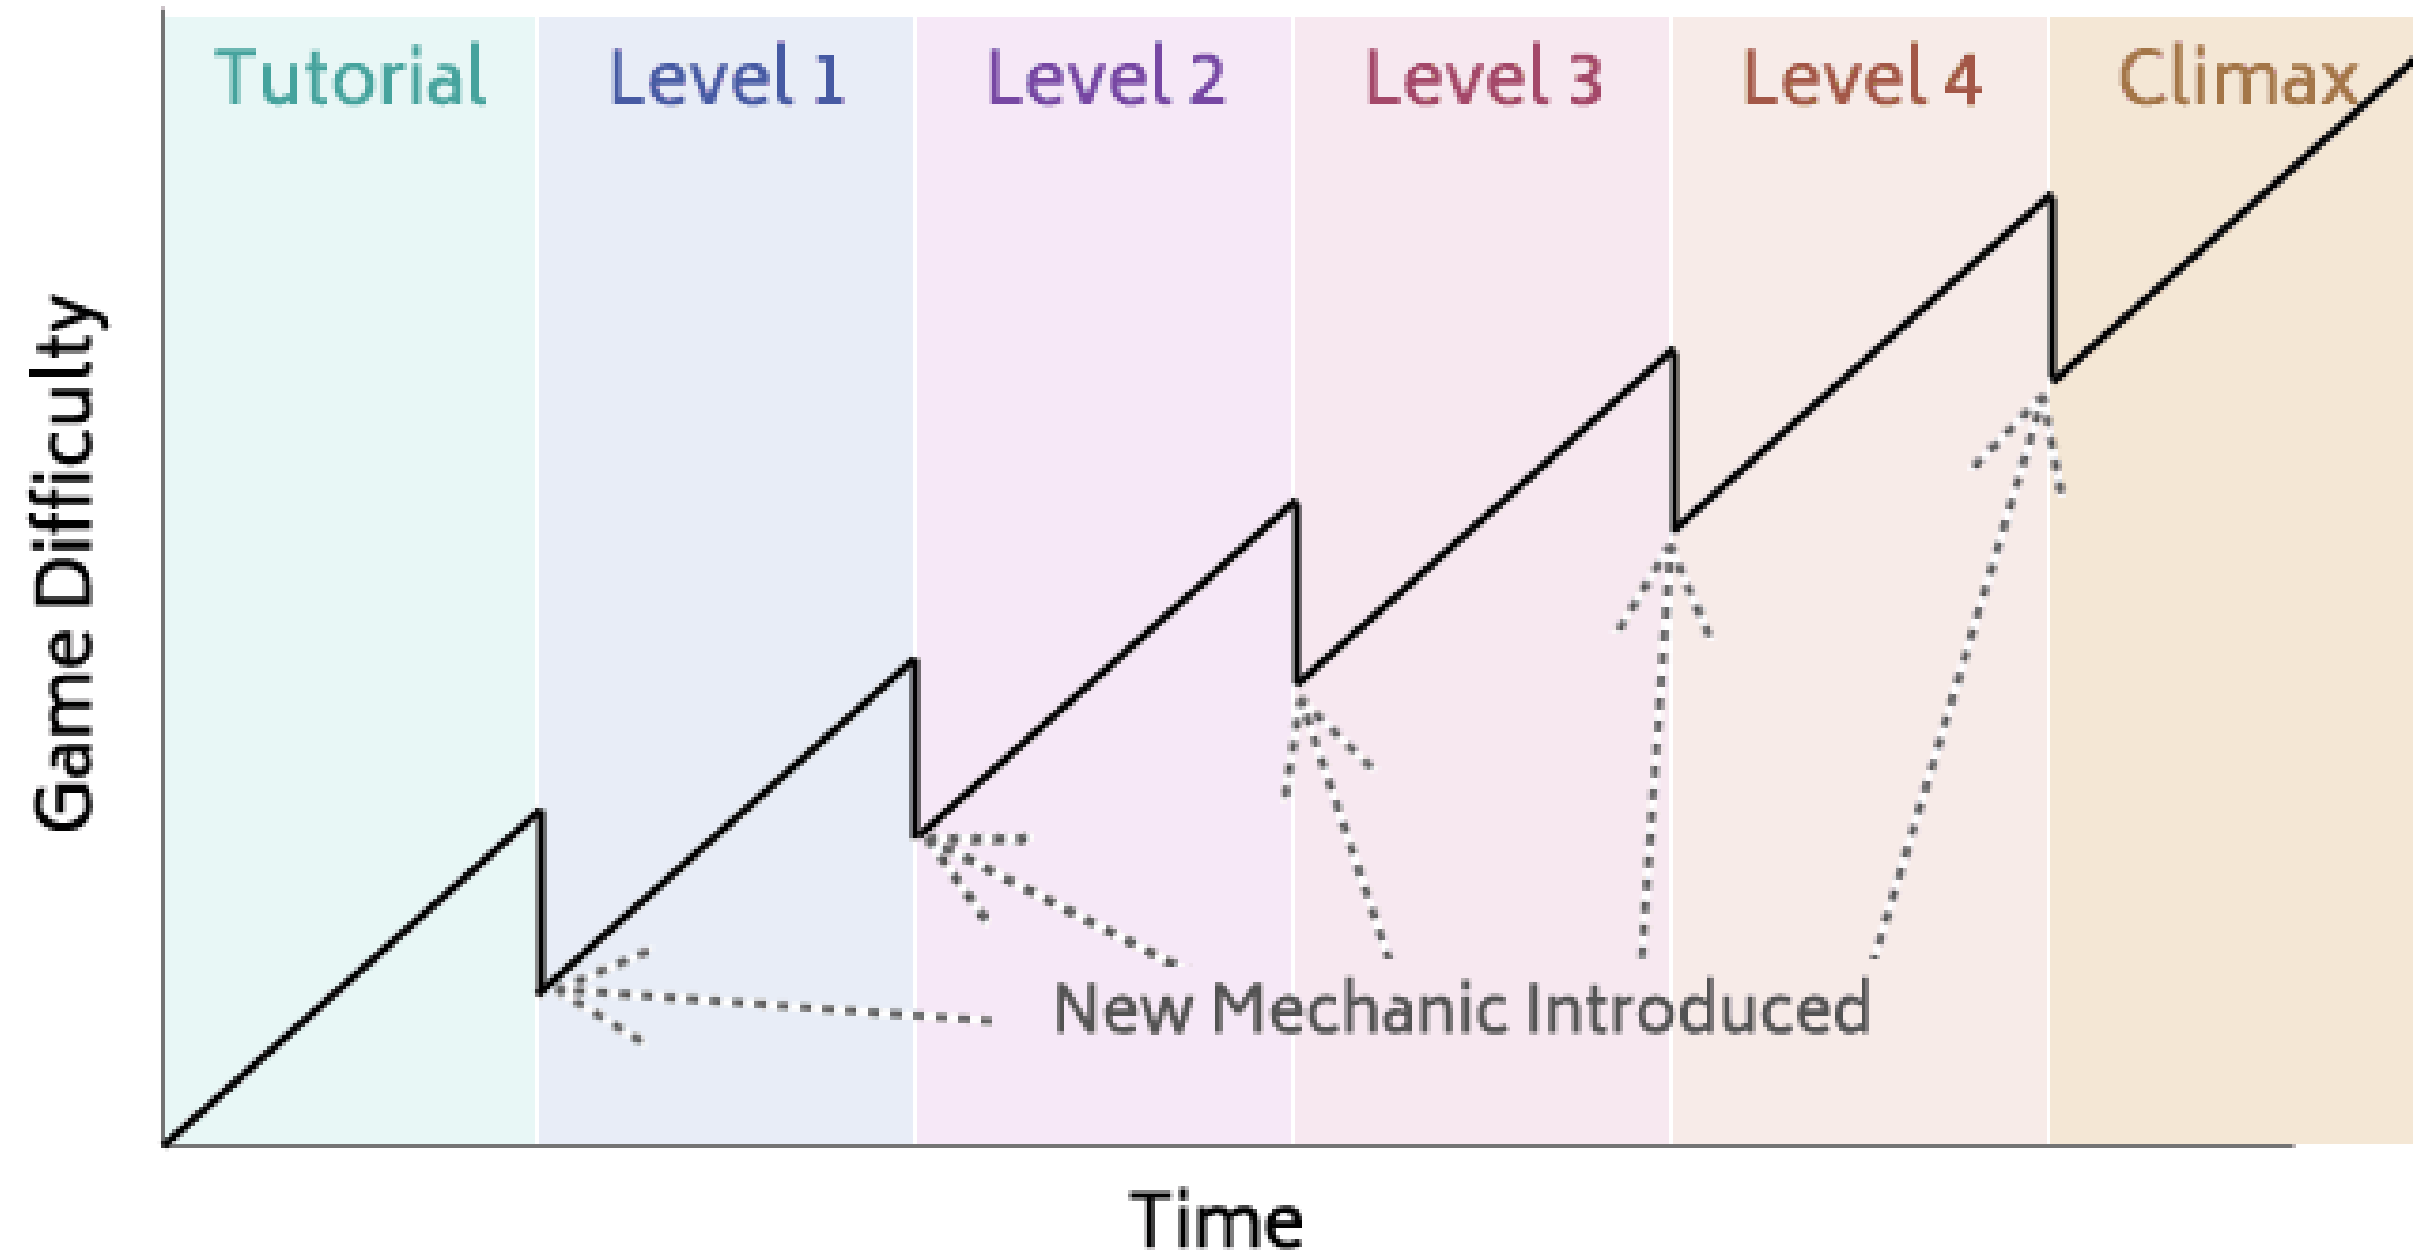 Tutorial
Level 1
Level 2
Level 3
Level 4
Climax
Game Difficulty
New Mechanic Introduced
Time